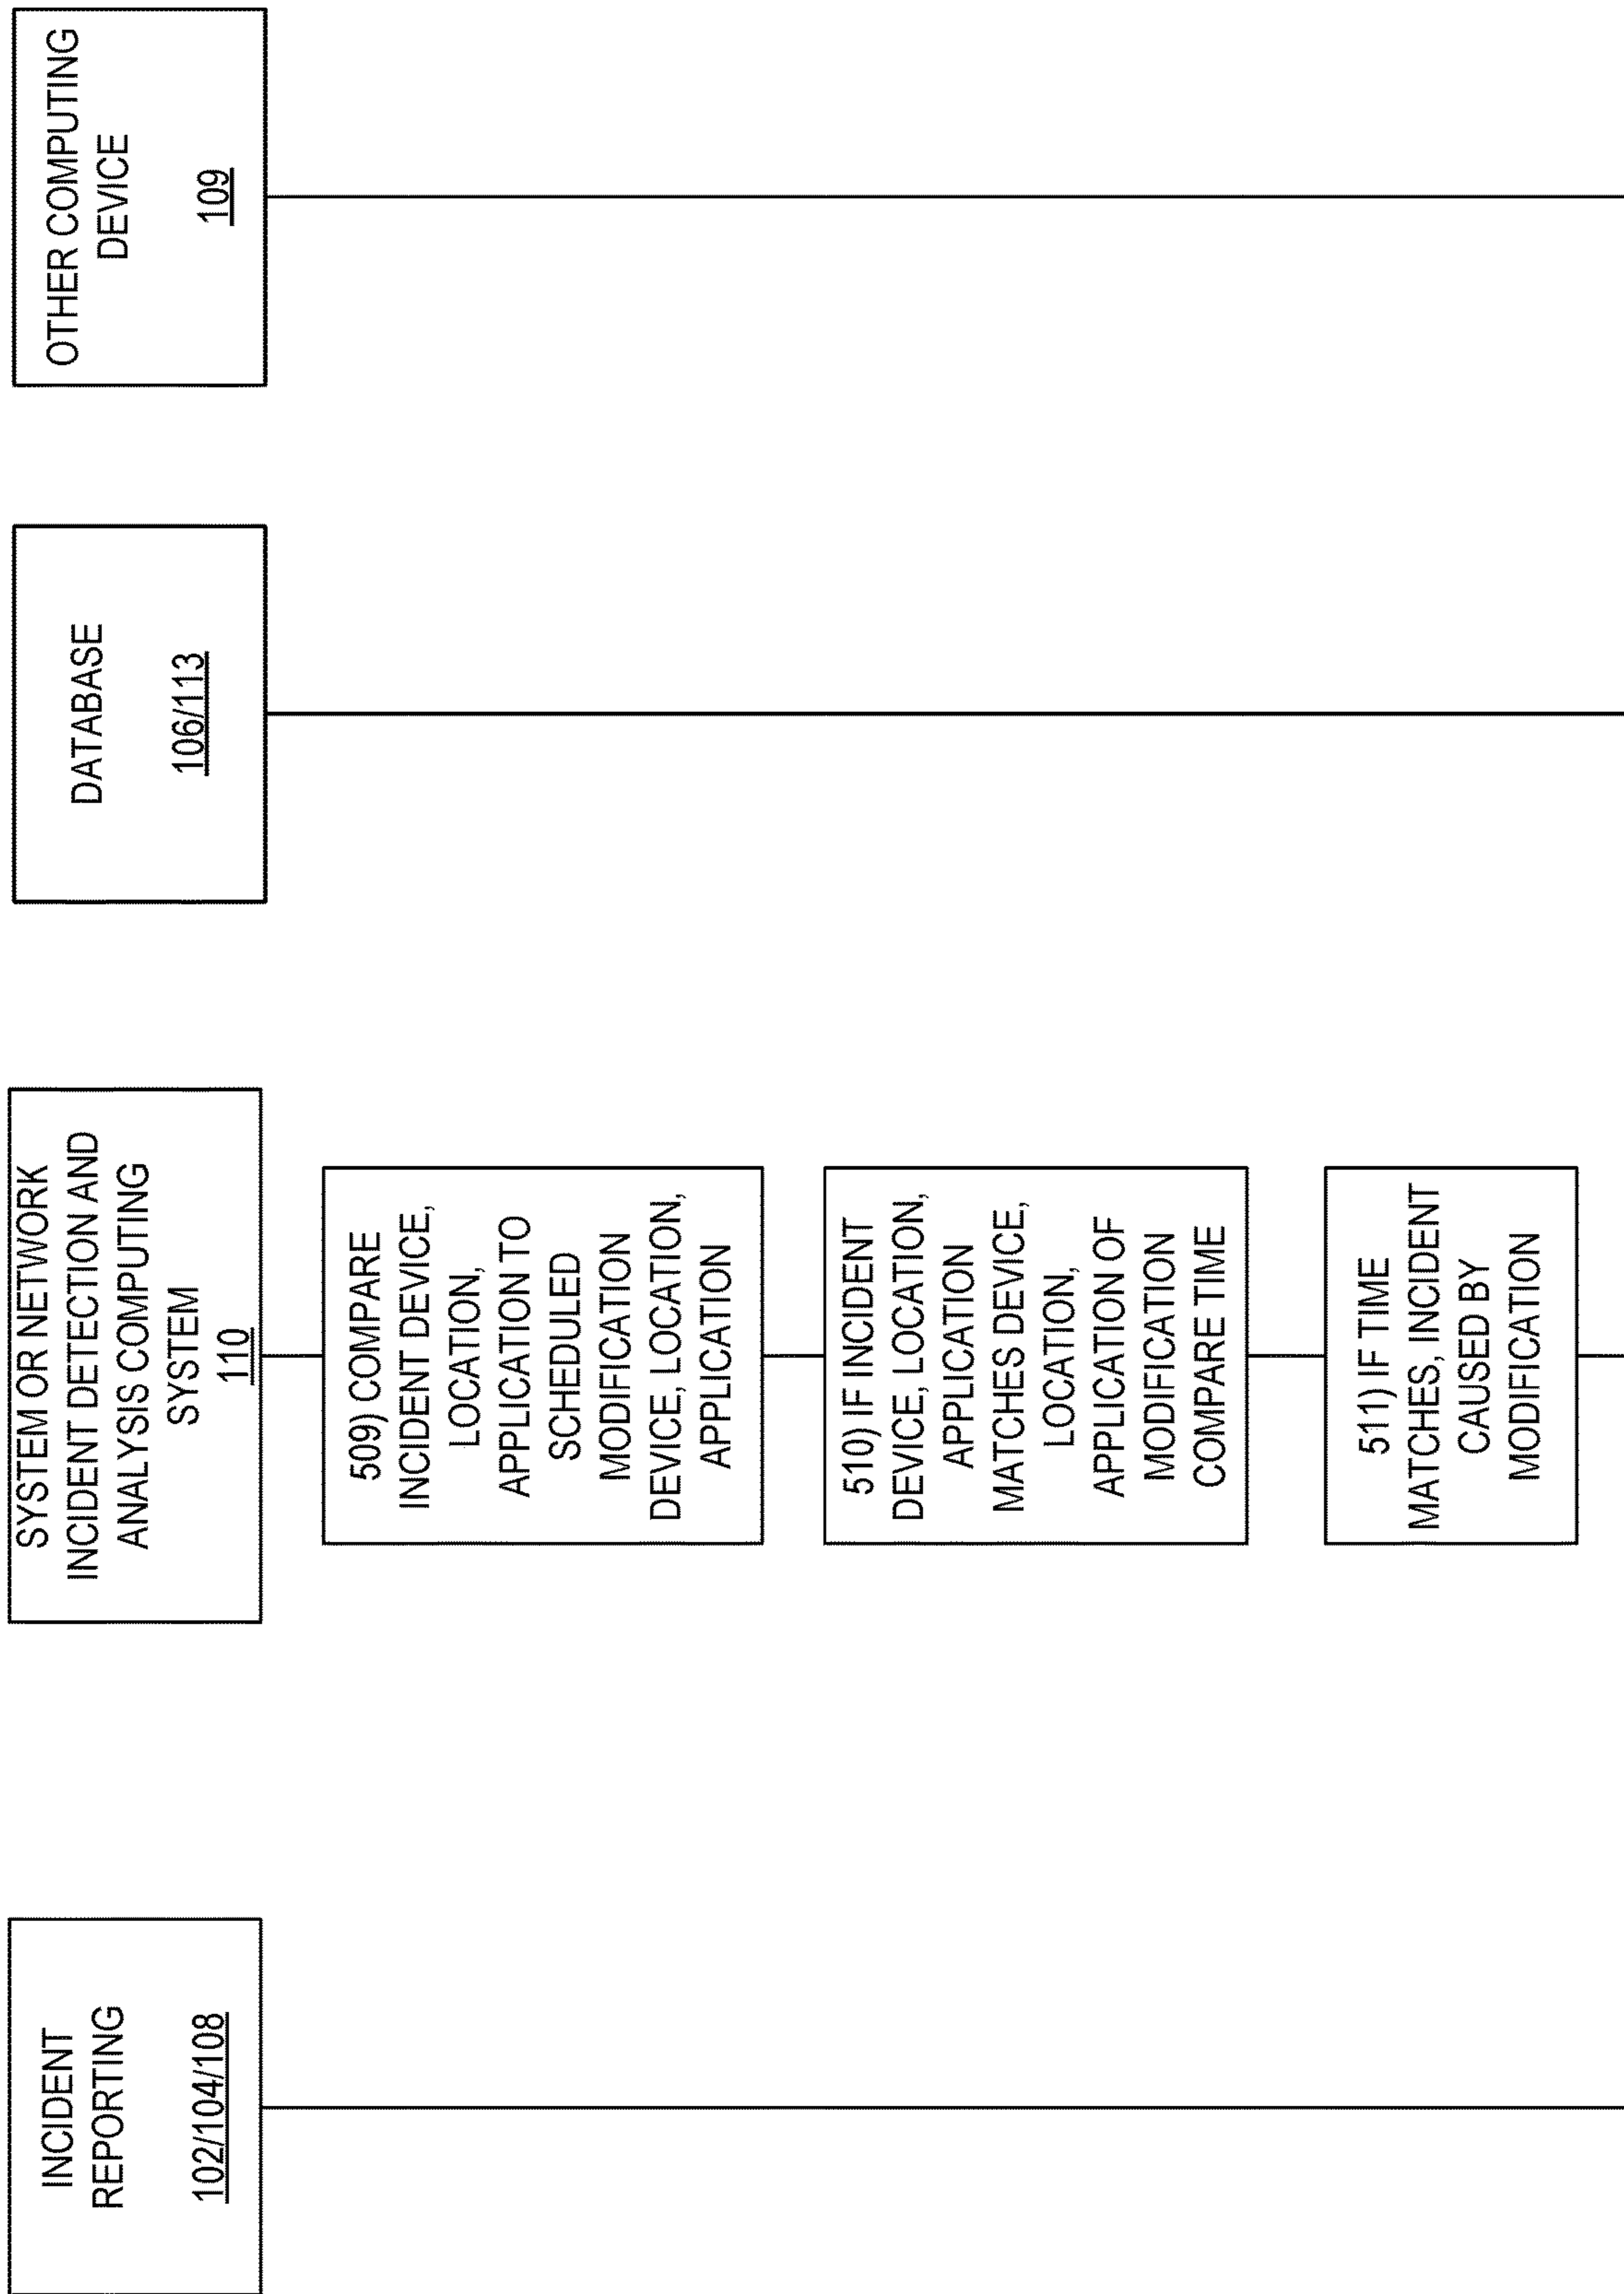 INCIDENT
REPORTING
102/104/108
SYSTEM OR NETWORK
INCIDENT DETECTION AND
ANALYSIS COMPUTING
SYSTEM
110
DATABASE
106/113
OTHER COMPUTING
DEVICE
109
509) COMPARE
INCIDENT DEVICE,
LOCATION,
APPLICATION TO
SCHEDULED
MODIFICATION
DEVICE, LOCATION,
APPLICATION
510) IF INCIDENT
DEVICE, LOCATION,
APPLICATION
MATCHES DEVICE,
LOCATION,
APPLICATION OF
MODIFICATION
COMPARE TIME
511) IF TIME
MATCHES, INCIDENT
CAUSED BY
MODIFICATION